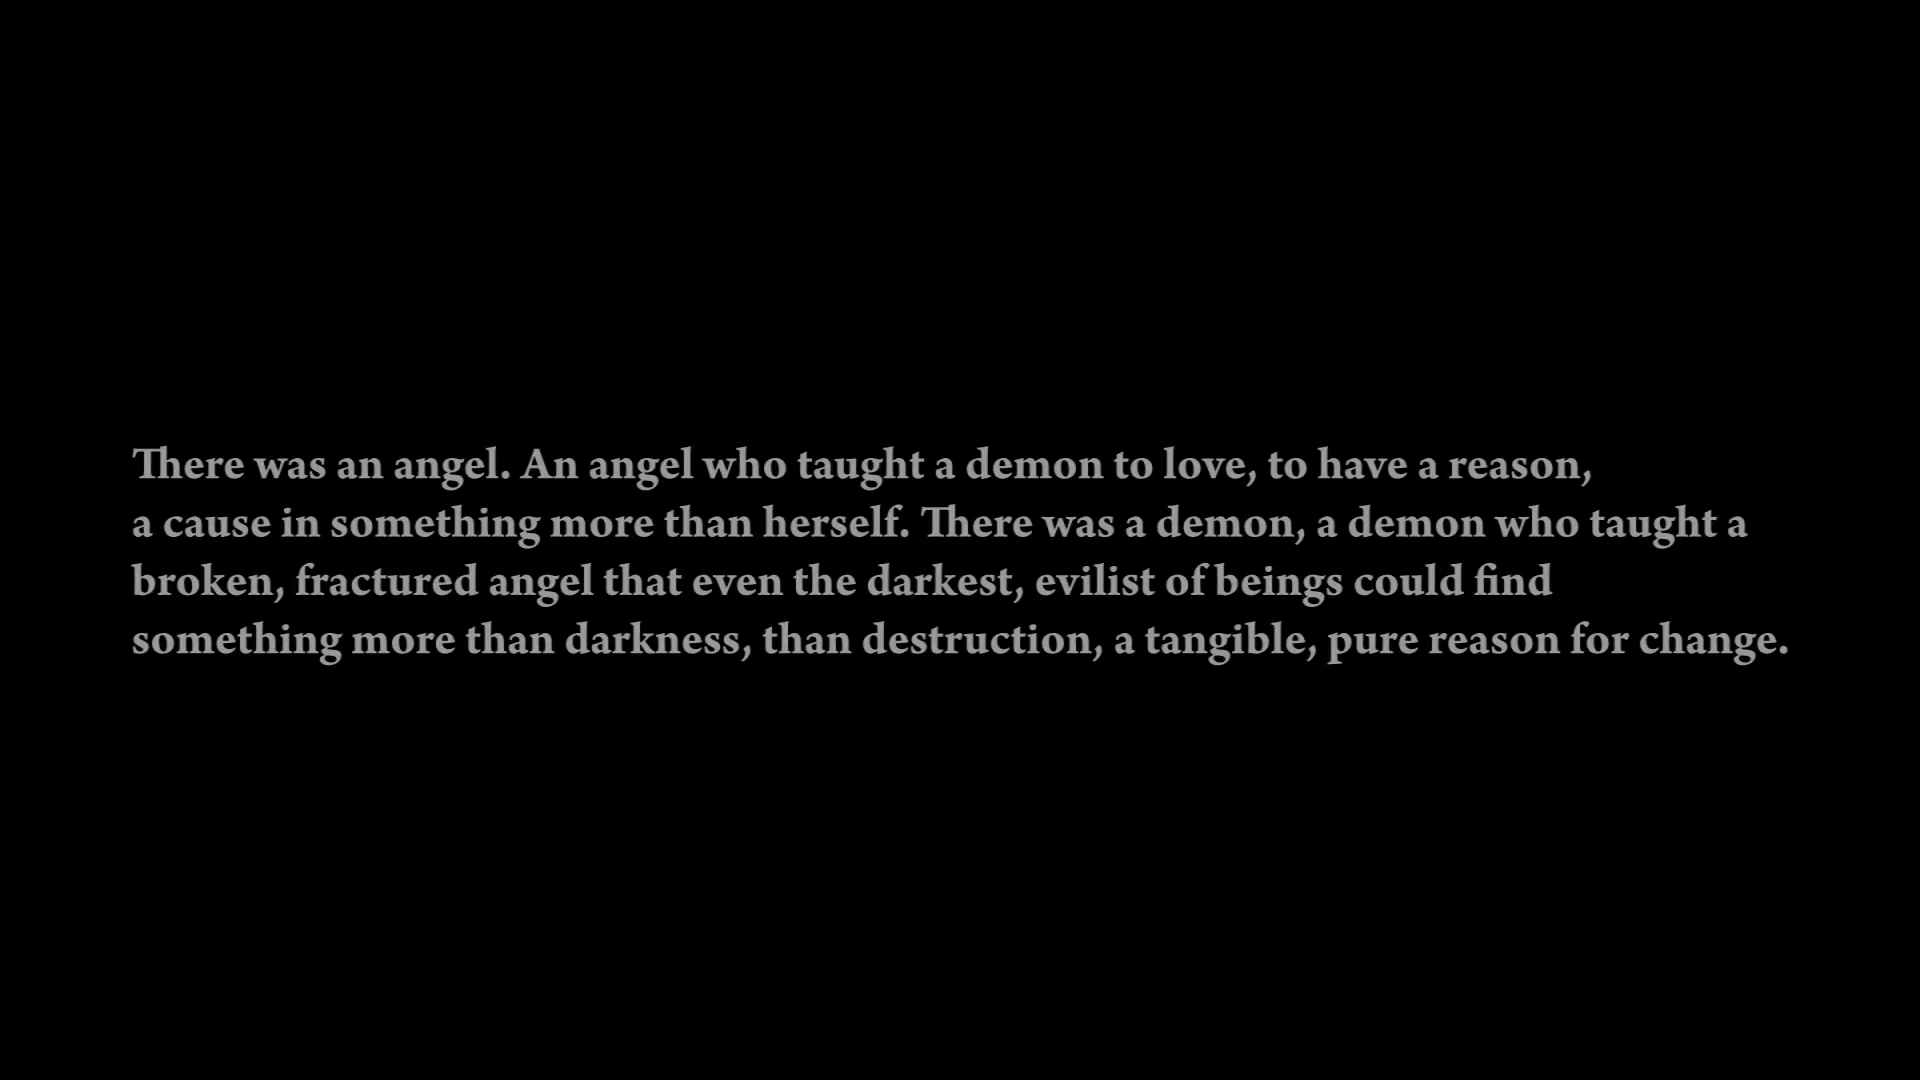 There was an angel. An angel who taught a demon to love, to have a reason,
a cause in something more than herself. There was a demon, a demon who taught a
broken, fractured angel that even the darkest, evilist of beings could find
something more than darkness, than destruction, a tangible, pure reason for change.